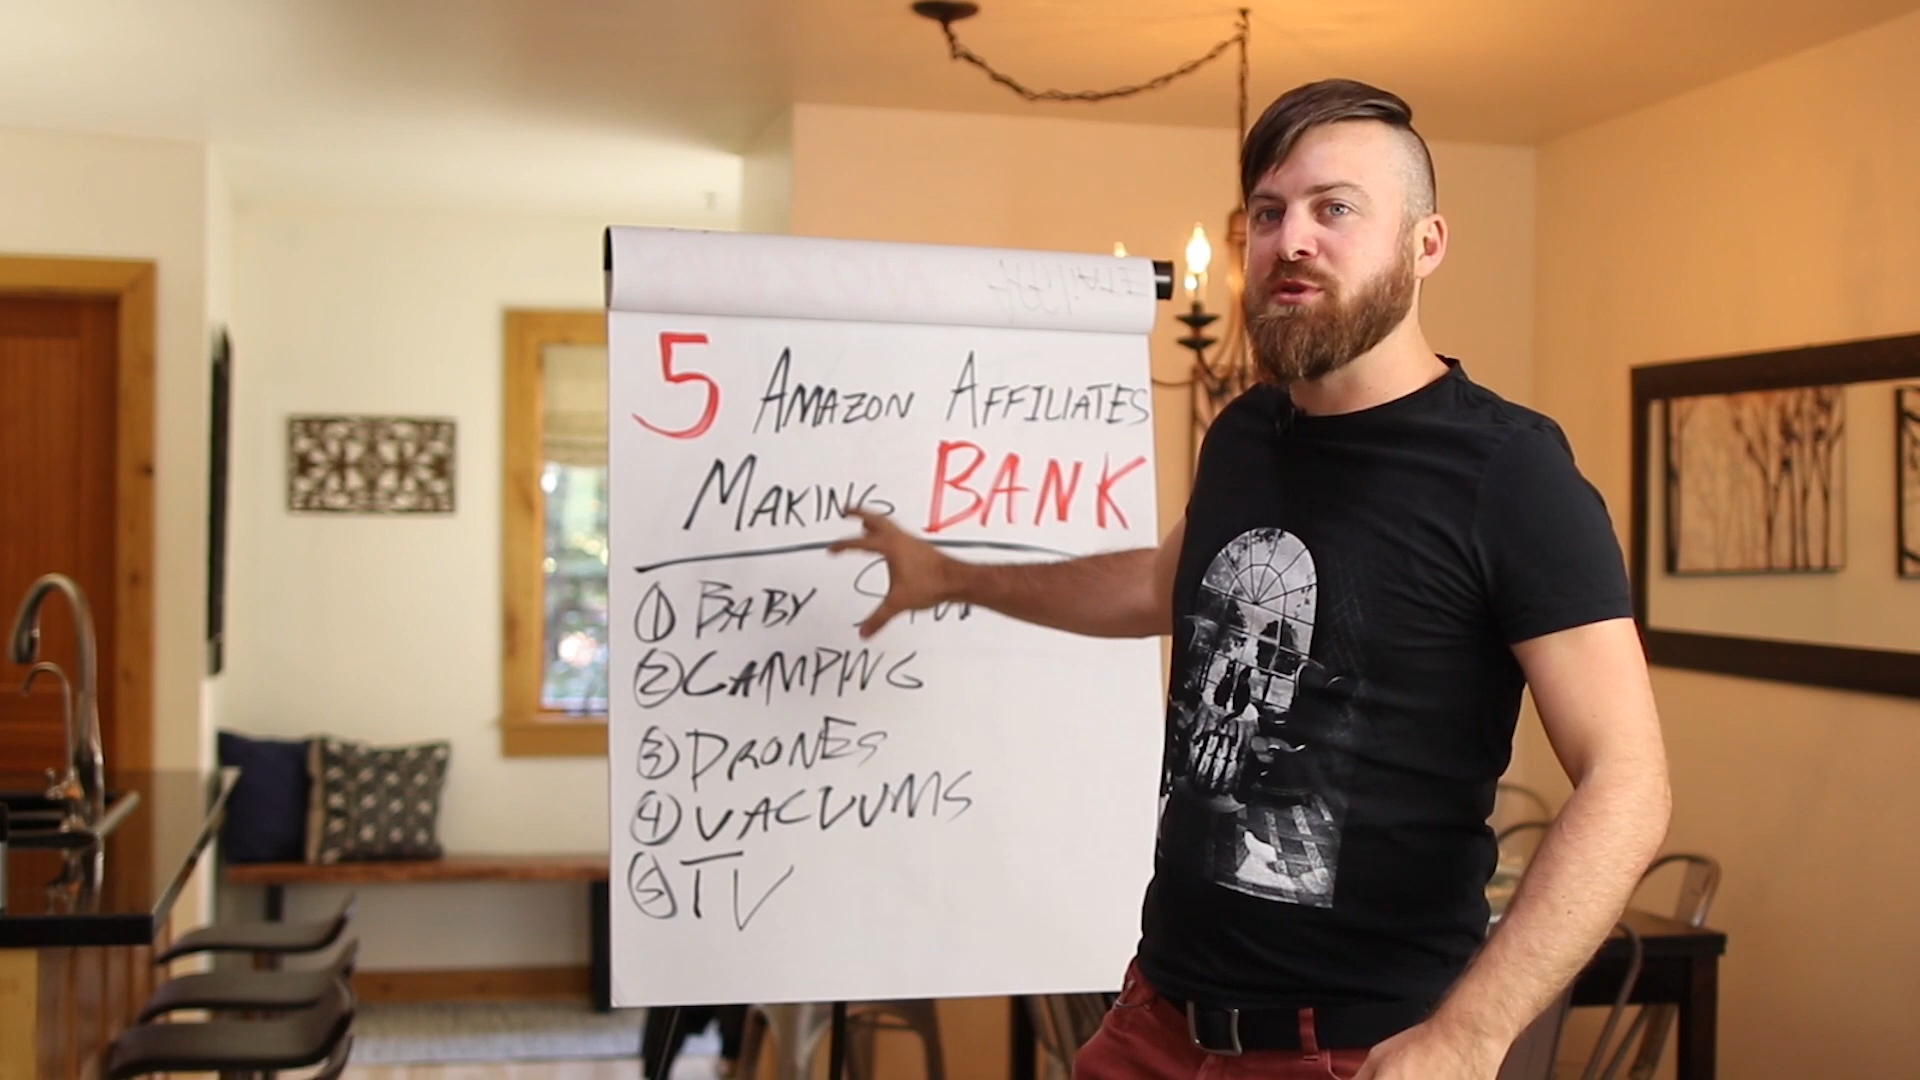 5 AMAZON AFFILIATES
MAKING BANK
1 BABY
2 CAMPING
3 DRONES
4 VACUUMS
5 TV